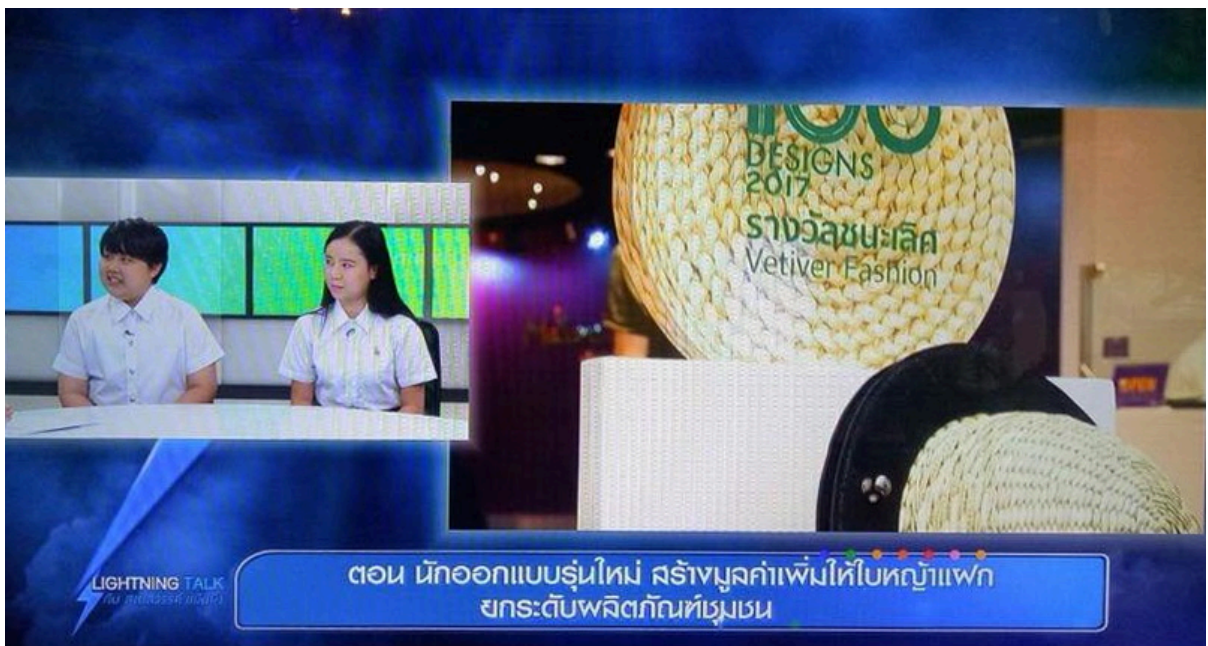 100
DESIGNS
2017
รางวัลชนะเลิศ
Vetiver Fashion
OPEN
LIGHTNING TALK
ตอน นักออกแบบรุ่นใหม่ สร้างมูลค่าเพิ่มให้ใบหญ้าแฝก
ยกระดับผลิตภัณฑ์ชุมชน